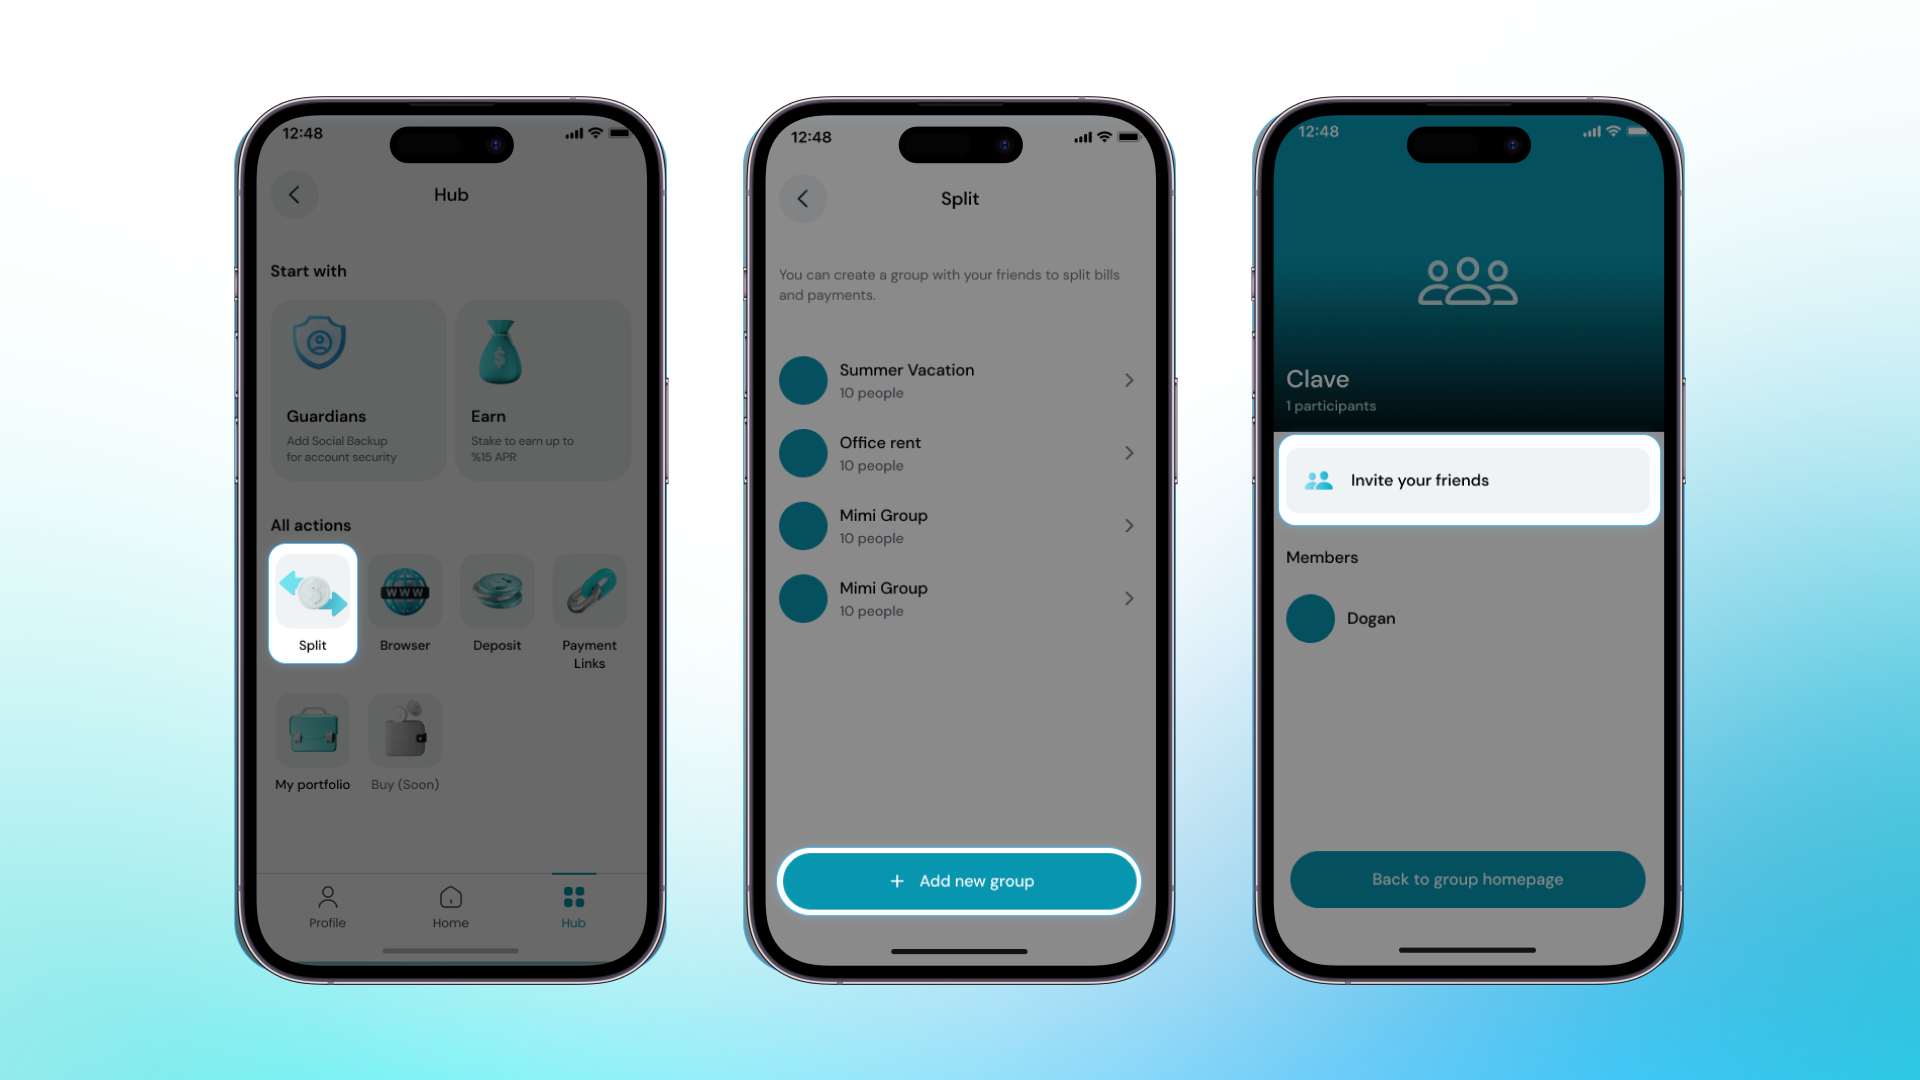 12:48
Hub
Start with
Guardians
Add Social Backup
for account security
Earn
Stake to earn up to
%15 APR
All actions
Split
WWW
Browser
Deposit
Payment
Links
My portfolio
Buy (Soon)
Profile
Home
Hub
12:48
Split
You can create a group with your friends to split bills
and payments.
Summer Vacation
10 people
Office rent
10 people
Mimi Group
10 people
Mimi Group
10 people
+ Add new group
12:48
Clave
1 participants
Invite your friends
Members
Dogan
Back to group homepage